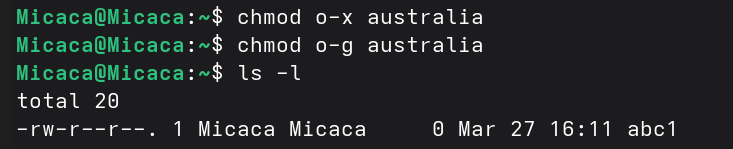 Micaca@Micaca:~$ chmod o-x australia
Micaca@Micaca:~$ chmod o-g australia
Micaca@Micaca:~$ ls -l
total 20
-rw-r--r--. 1 Micaca Micaca     0 Mar 27 16:11 abc1